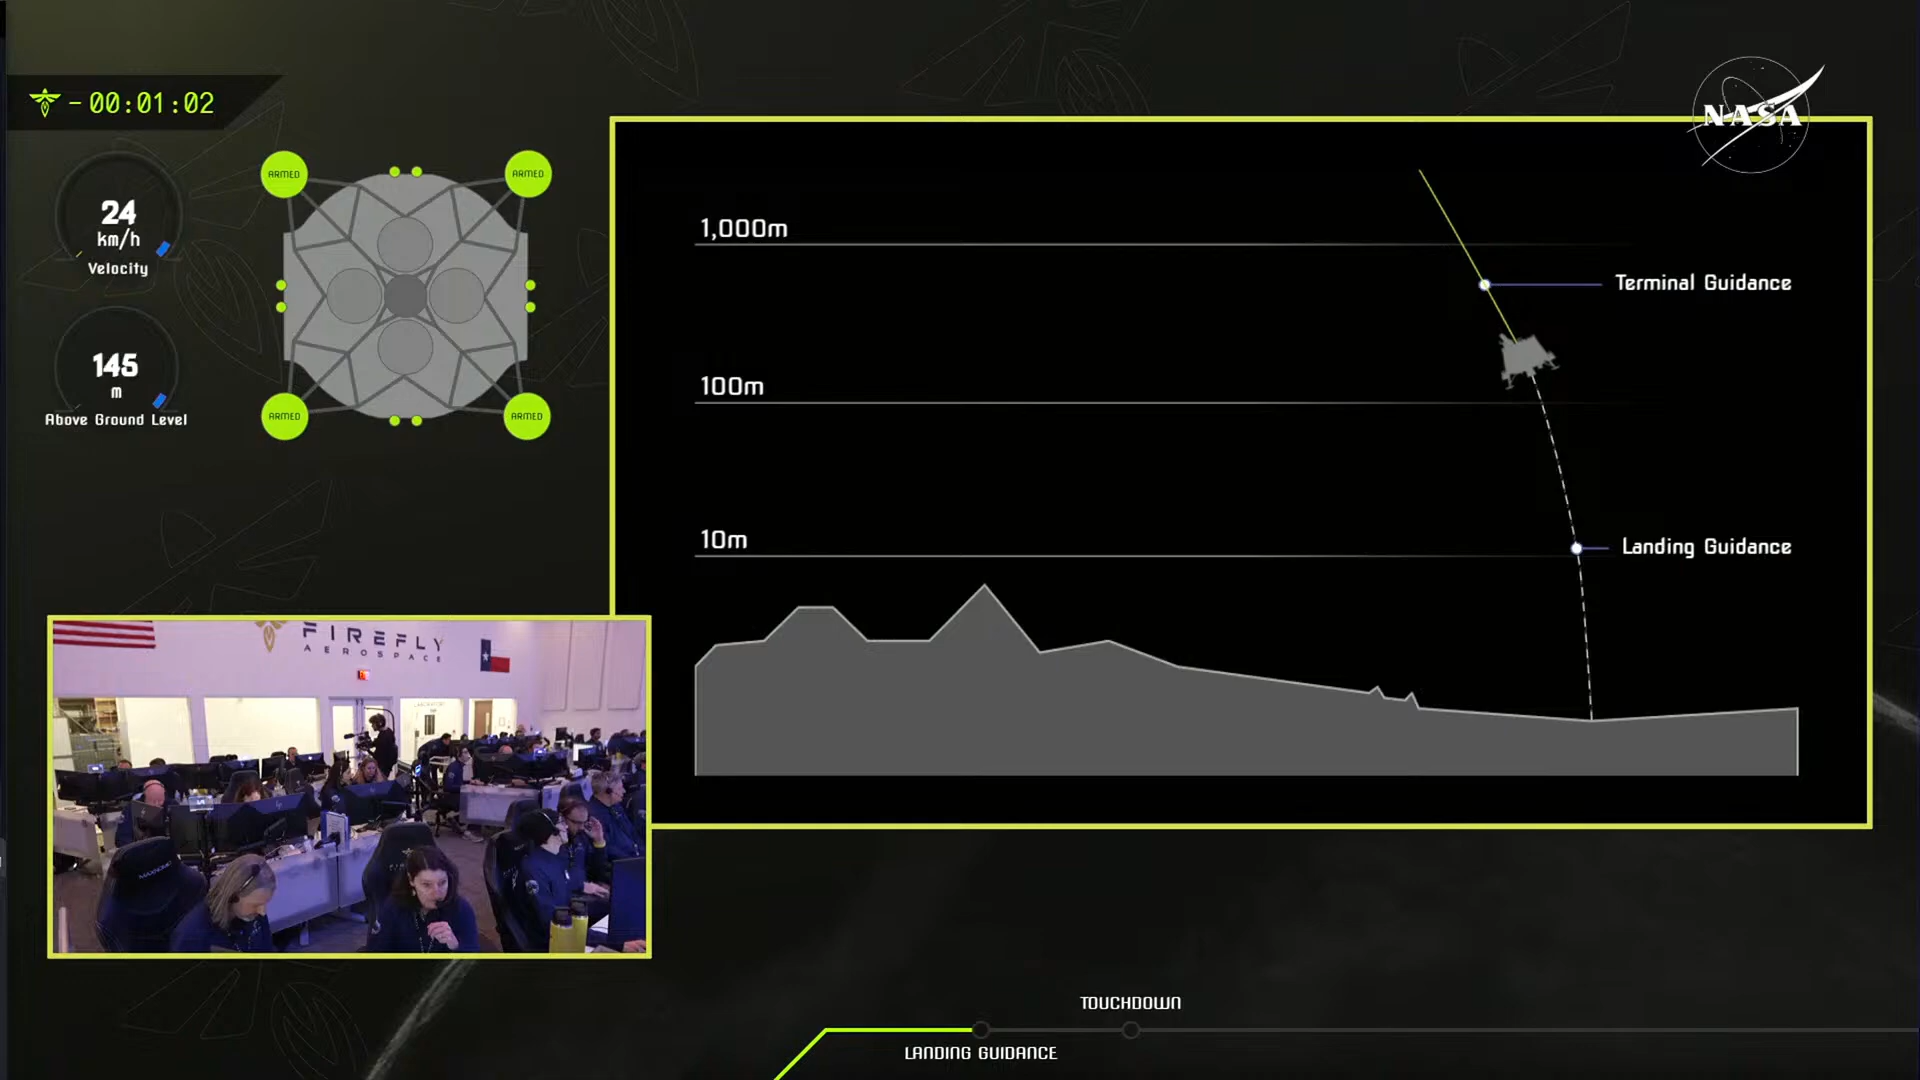 - 00:01:02
NASA
24
km/h
Velocity
145
m
Above Ground Level
ARMED
ARMED
ARMED
ARMED
1,000m
100m
10m
Terminal Guidance
Landing Guidance
FIREFLY
AEROSPACE
TOUCHDOWN
LANDING GUIDANCE